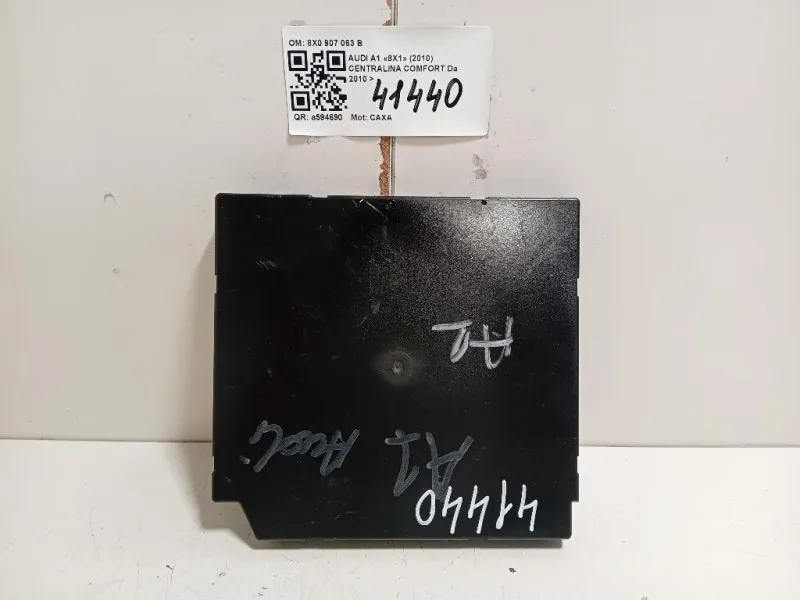 OM: 8X0 907 063 B
AUDI A1 «8X1» (2010)
CENTRALINA COMFORT Da
2010 >
41440
QR: a594690 Mot: CAXA
A1
A1 Audi
41440